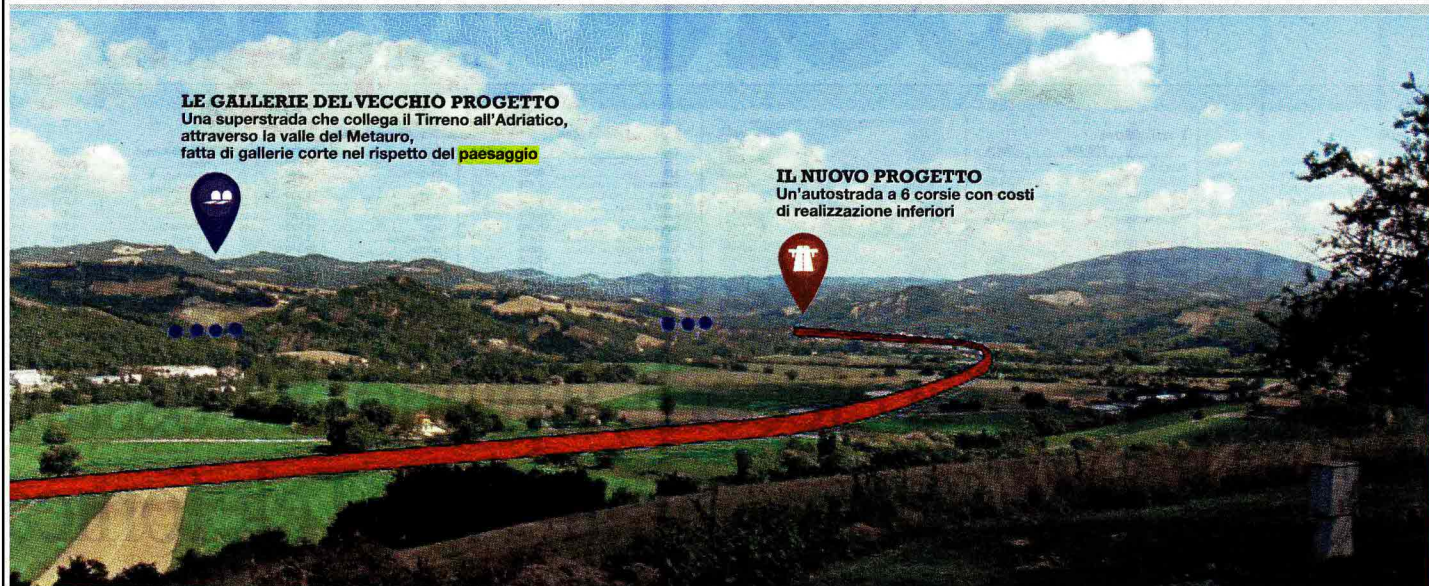 LE GALLERIE DEL VECCHIO PROGETTO
Una superstrada che collega il Tirreno all'Adriatico,
attraverso la valle del Metauro,
fatta di gallerie corte nel rispetto del paesaggio
IL NUOVO PROGETTO
Un'autostrada a 6 corsie con costi
di realizzazione inferiori